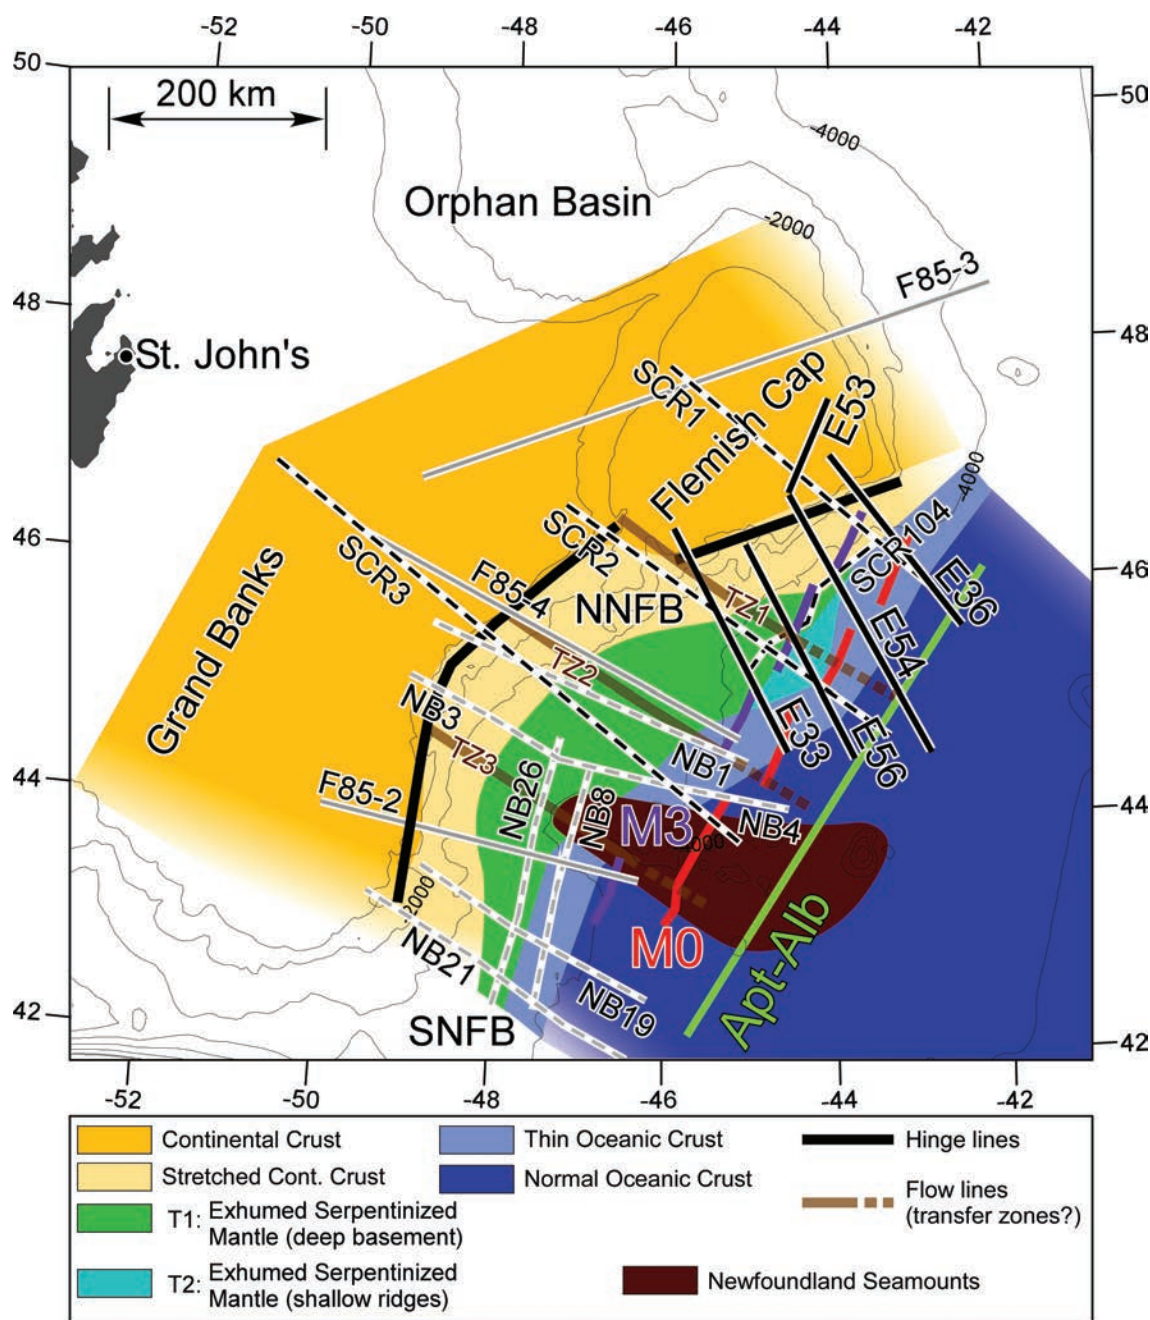 -52
-50
-48
-46
-44
-42
50
50
200 km
-4000
Orphan Basin
-2000
F85-3
48
48
St. John's
SCR1
Flemish Cap
E53
-4000
46
46
SCR3
SCR2
SCR104
F85-4
NNFB
TZ1
E36
Grand Banks
TZ2
E54
NB3
TZ3
NB1
E33
E56
44
44
F85-2
NB26
NB8
M3
NB4
-2000
NB21
M0
NB19
Apt-Alb
42
42
SNFB
-52
-50
-48
-46
-44
-42
Continental Crust
Thin Oceanic Crust
Hinge lines
Stretched Cont. Crust
Normal Oceanic Crust
T1: Exhumed Serpentinized
Mantle (deep basement)
Flow lines
(transfer zones?)
T2: Exhumed Serpentinized
Mantle (shallow ridges)
Newfoundland Seamounts